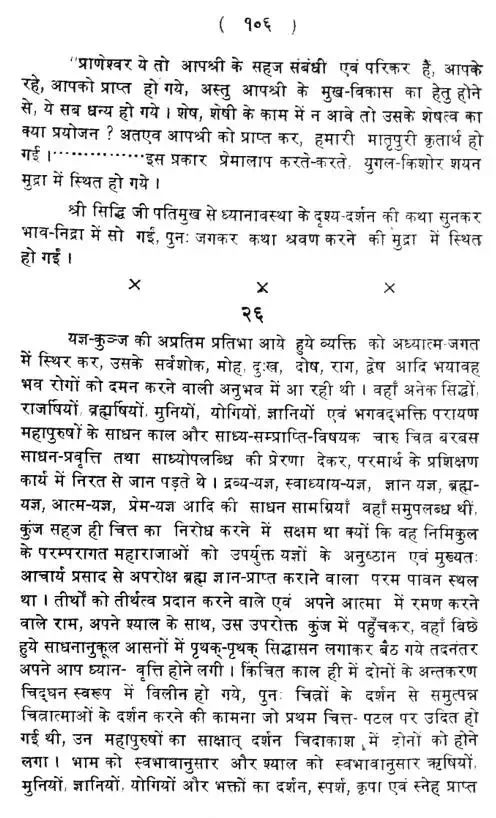 ( १०६ )
"प्राणेश्वर ये तो आपश्री के सहज संबंधी एवं परिकर हैं, आपके
रहे, आपको प्राप्त हो गये, अस्तु आपश्री के मुख-विकास का हेतु होने
से, ये सब धन्य हो गये। शेष, शेषी के काम में न आवे तो उसके शेषत्व का
क्या प्रयोजन ? अतएव आपश्री को प्राप्त कर, हमारी मातृपुरी कृतार्थ हो
गई।..............इस प्रकार प्रेमालाप करते-करते, युगल-किशोर शयन
मुद्रा में स्थित हो गये।
श्री सिद्धि जी पतिमुख से ध्यानावस्था के दृश्य-दर्शन की कथा सुनकर
भाव-निद्रा में सो गईं, पुनः जगकर कथा श्रवण करने की मुद्रा में स्थित
हो गईं।
× × ×
२६
यज्ञ-कुञ्ज की अप्रतिम प्रतिभा आये हुये व्यक्ति को अध्यात्म-जगत
में स्थिर कर, उसके सर्वशोक, मोह, दुःख, दोष, राग, द्वेष आदि भयावह
भव रोगों को दमन करने वाली अनुभव में आ रही थी। वहाँ अनेक सिद्धों,
राजर्षियों, ब्रह्मर्षियों, मुनियों, योगियों, ज्ञानियों एवं भगवद्भक्ति परायण
महापुरुषों के साधन काल और साध्य-सम्प्राप्ति-विषयक चारु चित्र बरबस
साधन-प्रवृत्ति तथा साध्योपलब्धि की प्रेरणा देकर, परमार्थ के प्रशिक्षण
कार्य में निरत से जान पड़ते थे। द्रव्य-यज्ञ, स्वाध्याय-यज्ञ, ज्ञान यज्ञ, ब्रह्म-
यज्ञ, आत्म-यज्ञ, प्रेम-यज्ञ आदि की साधन सामग्रियाँ वहाँ समुपलब्ध थीं,
कुंज सहज ही चित्त का निरोध करने में सक्षम था क्यों कि वह निमिकुल
के परम्परागत महाराजाओं को उपर्युक्त यज्ञों के अनुष्ठान एवं मुख्यतः
आचार्य प्रसाद से अपरोक्ष ब्रह्म ज्ञान-प्राप्त कराने वाला परम पावन स्थल
था। तीर्थों को तीर्थत्व प्रदान करने वाले एवं अपने आत्मा में रमण करने
वाले राम, अपने श्याल के साथ, उस उपरोक्त कुंज में पहुँचकर, वहाँ बिछे
हुये साधनानुकूल आसनों में पृथक्-पृथक् सिद्धासन लगाकर बैठ गये तदनंतर
अपने आप ध्यान- वृत्ति होने लगी। किंचित काल ही में दोनों के अन्तकरण
चिद्घन स्वरूप में विलीन हो गये, पुनः चित्रों के दर्शन से समुत्पन्न
चित्रात्माओं के दर्शन करने की कामना जो प्रथम चित्त- पटल पर उदित हो
गई थी, उन महापुरुषों का साक्षात् दर्शन चिदाकाश में दोनों को होने
लगा। भाम को स्वभावानुसार और श्याल को स्वभावानुसार ऋषियों,
मुनियों, ज्ञानियों, योगियों और भक्तों का दर्शन, स्पर्श, कृपा एवं स्नेह प्राप्त